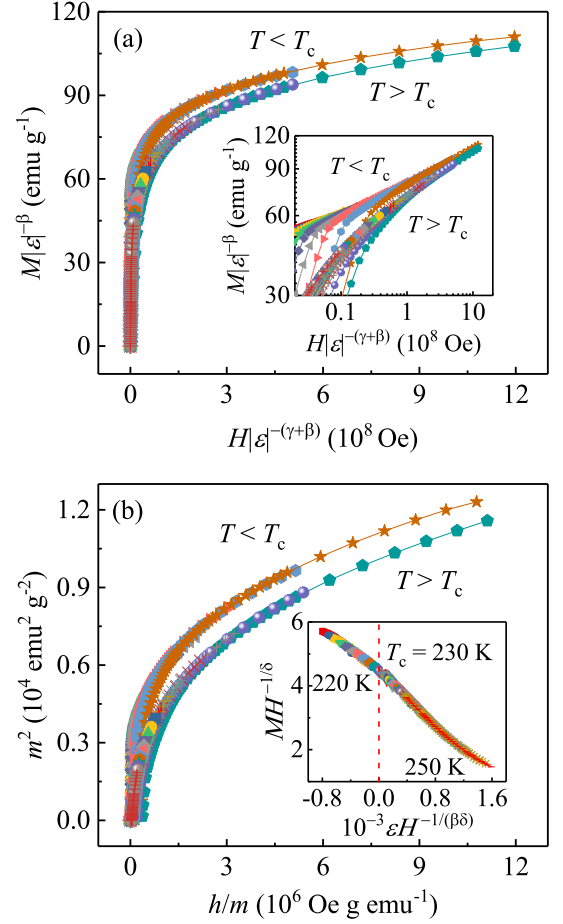 (a)
T < Tc
T > Tc
120
90
60
30
0
M|ε|⁻ᵝ (emu g⁻¹)
0
3
6
9
12
H|ε|⁻⁽ᵞ⁺ᵝ⁾ (10⁸ Oe)
120
90
60
30
M|ε|⁻ᵝ (emu g⁻¹)
T < Tc
T > Tc
0.1
1
10
H|ε|⁻⁽ᵞ⁺ᵝ⁾ (10⁸ Oe)
(b)
T < Tc
T > Tc
1.2
0.9
0.6
0.3
0.0
m² (10⁴ emu² g⁻²)
0
3
6
9
12
h/m (10⁶ Oe g emu⁻¹)
6
4
2
MH⁻¹/ᵟ
Tc = 230 K
220 K
250 K
-0.8
0.0
0.8
1.6
10⁻³ εH⁻¹/⁽ᵝᵟ⁾